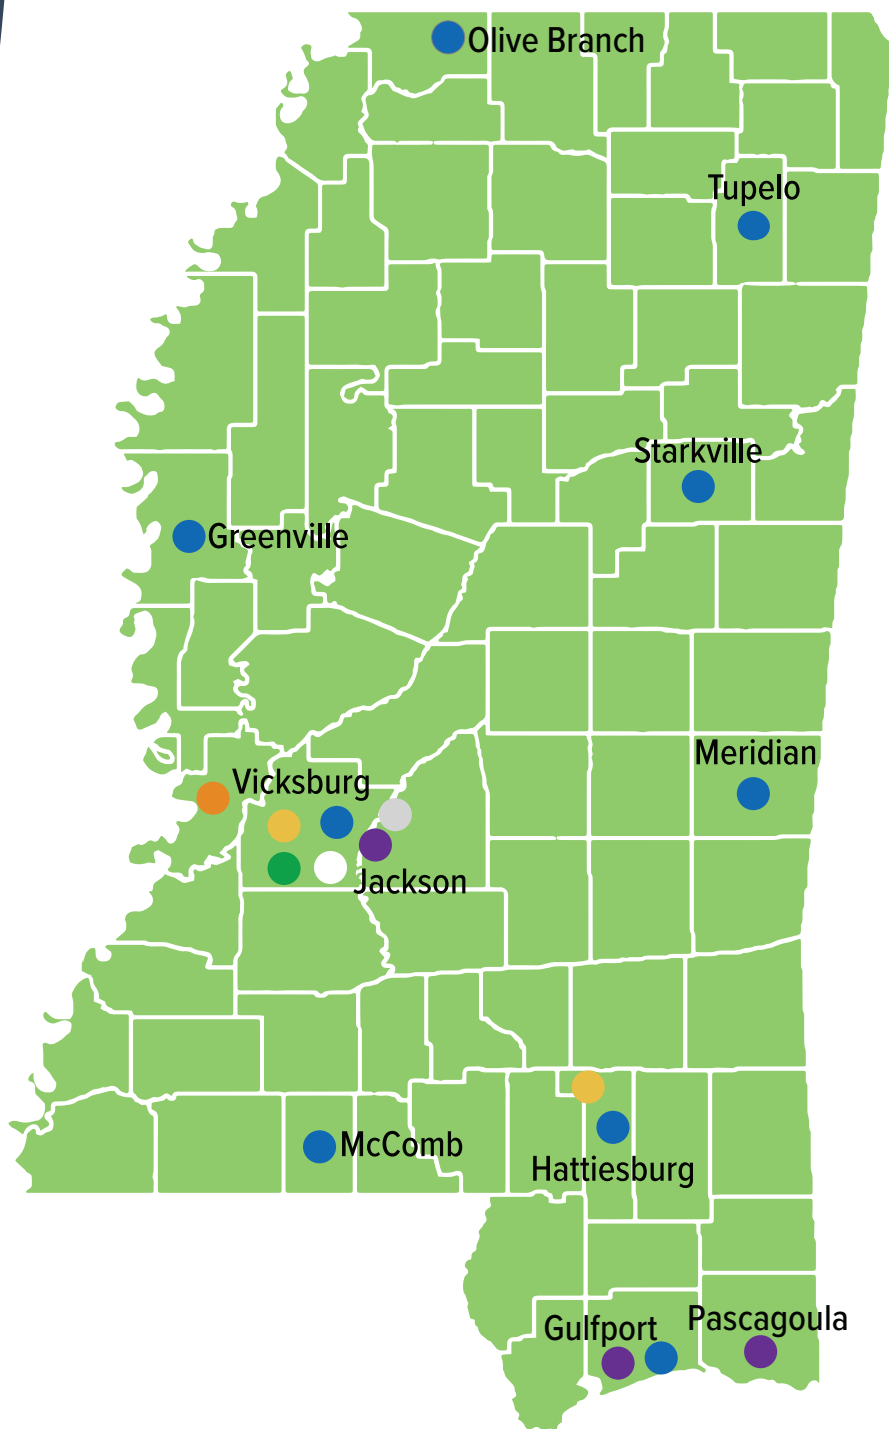 Olive Branch
Tupelo
Starkville
Greenville
Meridian
Vicksburg
Jackson
McComb
Hattiesburg
Pascagoula
Gulfport